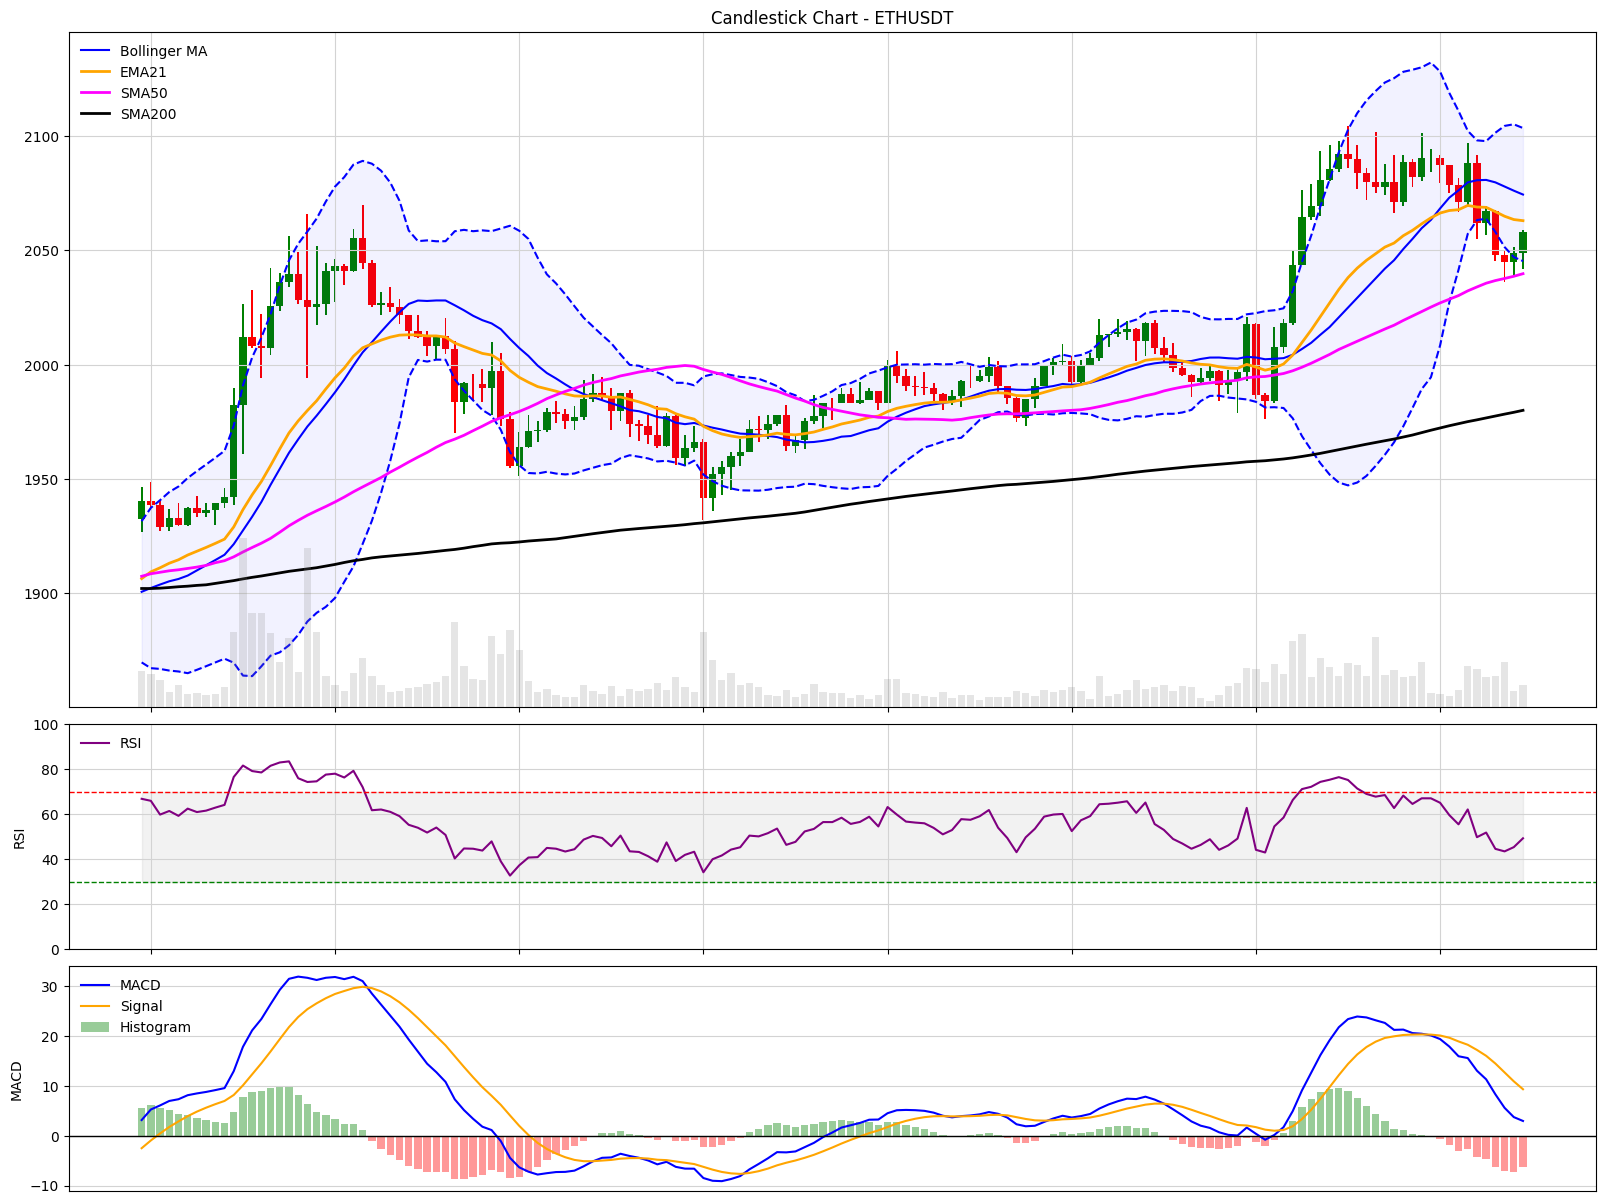 Candlestick Chart - ETHUSDT
Bollinger MA
EMA21
SMA50
SMA200
2100
2050
2000
1950
1900
RSI
100
80
60
40
20
0
RSI
MACD
Signal
Histogram
30
20
10
0
−10
MACD